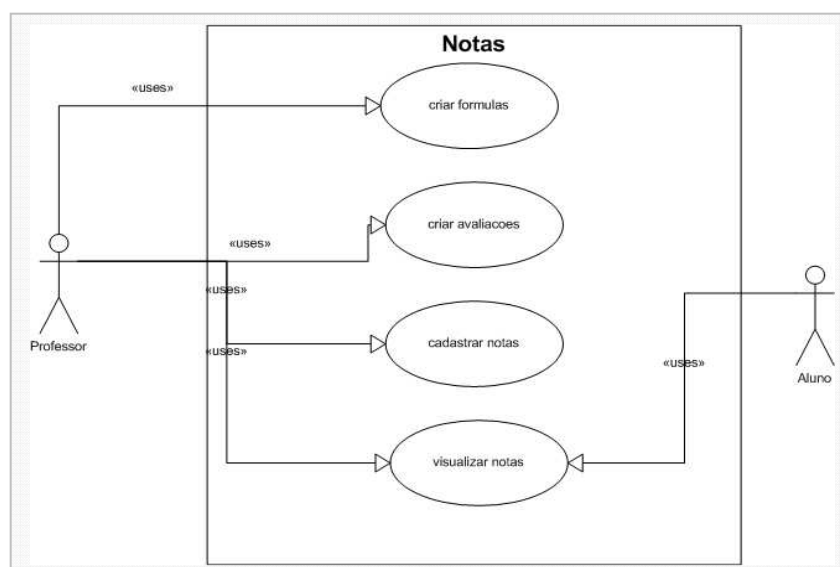 Notas
«uses»
criar formulas
criar avaliacoes
«uses»
«uses»
«uses»
cadastrar notas
Professor
«uses»
Aluno
visualizar notas